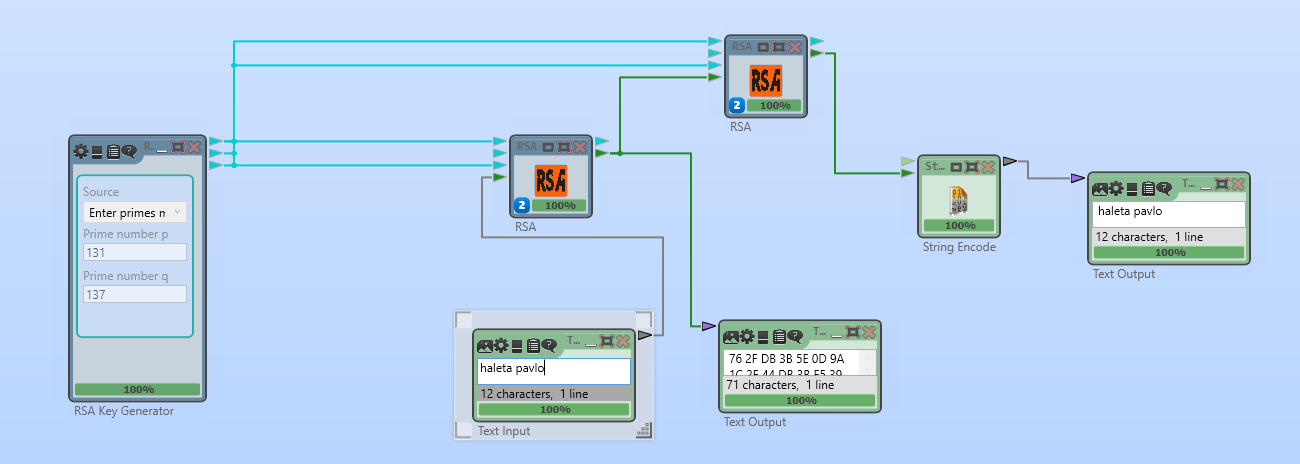 RSA
RSA
2
100%
RSA
R...
Source
Enter primes n
Prime number p
131
Prime number q
137
100%
RSA Key Generator
RSA
RSA
2
100%
RSA
St...
100%
String Encode
T...
haleta pavlo
12 characters, 1 line
100%
Text Output
T...
haleta pavlo
12 characters, 1 line
100%
Text Input
T...
76 2F DB 3B 5E 0D 9A
1C 2F 44 DB 3B F5 39
71 characters, 1 line
100%
Text Output